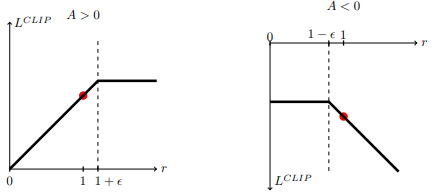 A > 0
L^{CLIP}
0
1
1 + ϵ
r
A < 0
0
1 − ϵ
1
r
L^{CLIP}